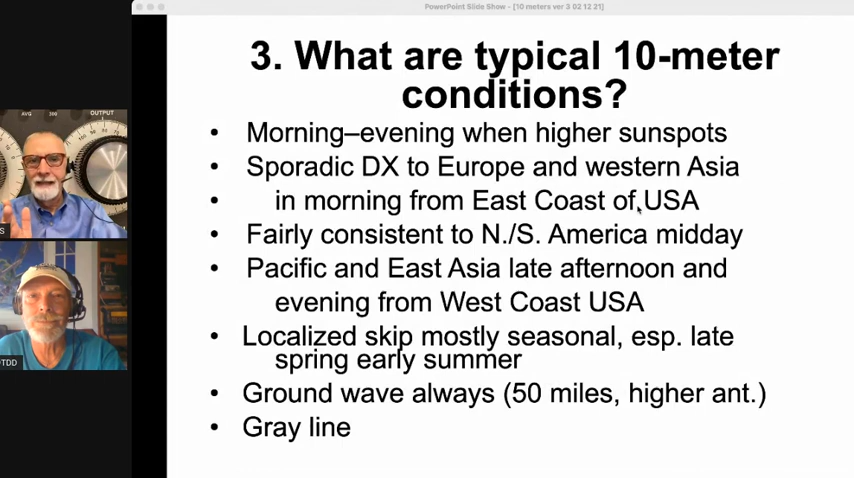 PowerPoint Slide Show - [10 meters ver 3 02 12 21]
3. What are typical 10-meter
conditions?
• Morning–evening when higher sunspots
• Sporadic DX to Europe and western Asia
• in morning from East Coast of USA
• Fairly consistent to N./S. America midday
• Pacific and East Asia late afternoon and
evening from West Coast USA
• Localized skip mostly seasonal, esp. late
spring early summer
• Ground wave always (50 miles, higher ant.)
• Gray line
AVG 300 OUTPUT
S
0TDD